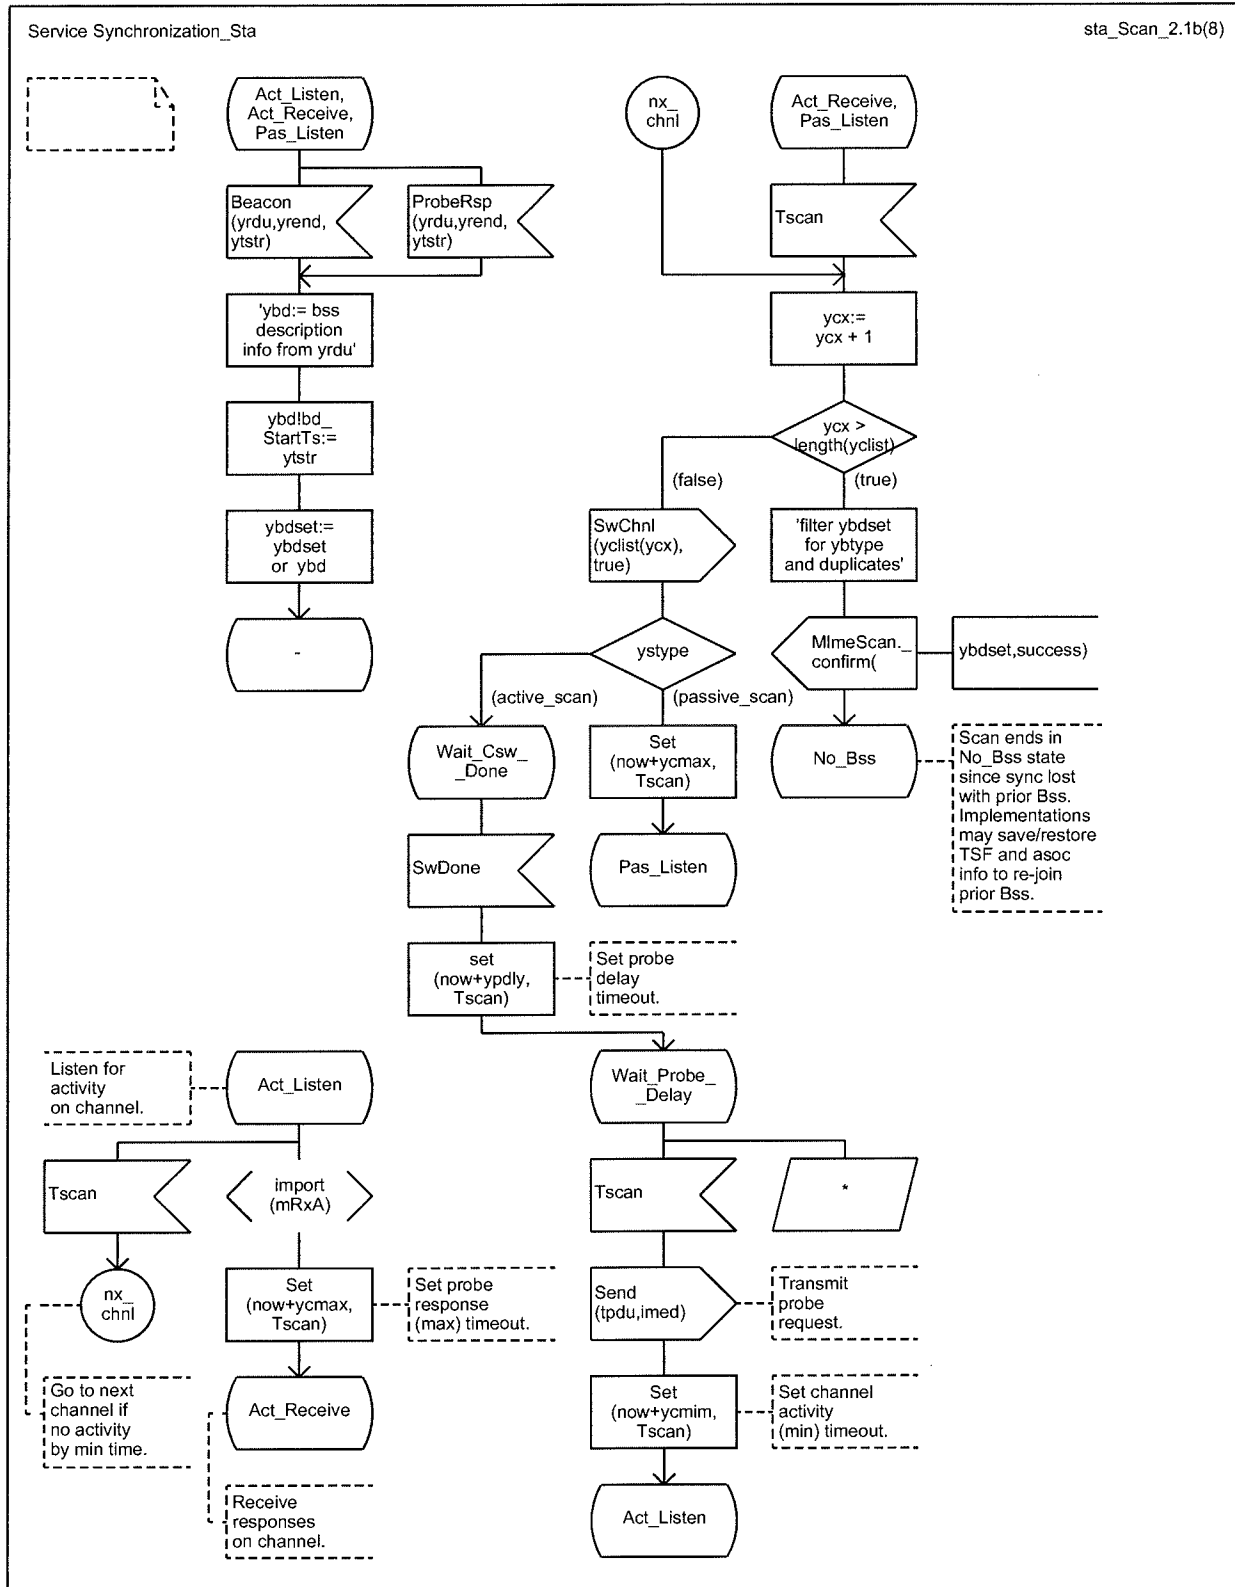 Service Synchronization_Sta
sta_Scan_2.1b(8)
Act_Listen,
Act_Receive,
Pas_Listen
nx_
chnl
Act_Receive,
Pas_Listen
Beacon
(yrdu,yrend,
ytstr)
ProbeRsp
(yrdu,yrend,
ytstr)
Tscan
'ybd:= bss
description
info from yrdu'
ycx:=
ycx + 1
ybd!bd_
StartTs:=
ytstr
ycx >
length(yclist)
(false)
(true)
ybdset:=
ybdset
or ybd
SwChnl
(yclist(ycx),
true)
'filter ybdset
for ybtype
and duplicates'
-
ystype
MlmeScan._
confirm(
ybdset,success)
(active_scan)
(passive_scan)
Wait_Csw_
_Done
Set
(now+ycmax,
Tscan)
No_Bss
Scan ends in
No_Bss state
since sync lost
with prior Bss.
Implementations
may save/restore
TSF and asoc
info to re-join
prior Bss.
SwDone
Pas_Listen
set
(now+ypdly,
Tscan)
Set probe
delay
timeout.
Listen for
activity
on channel.
Act_Listen
Wait_Probe_
_Delay
Tscan
import
(mRxA)
Tscan
*
nx_
chnl
Set
(now+ycmax,
Tscan)
Set probe
response
(max) timeout.
Send
(tpdu,imed)
Transmit
probe
request.
Go to next
channel if
no activity
by min time.
Act_Receive
Set
(now+ycmim,
Tscan)
Set channel
activity
(min) timeout.
Receive
responses
on channel.
Act_Listen